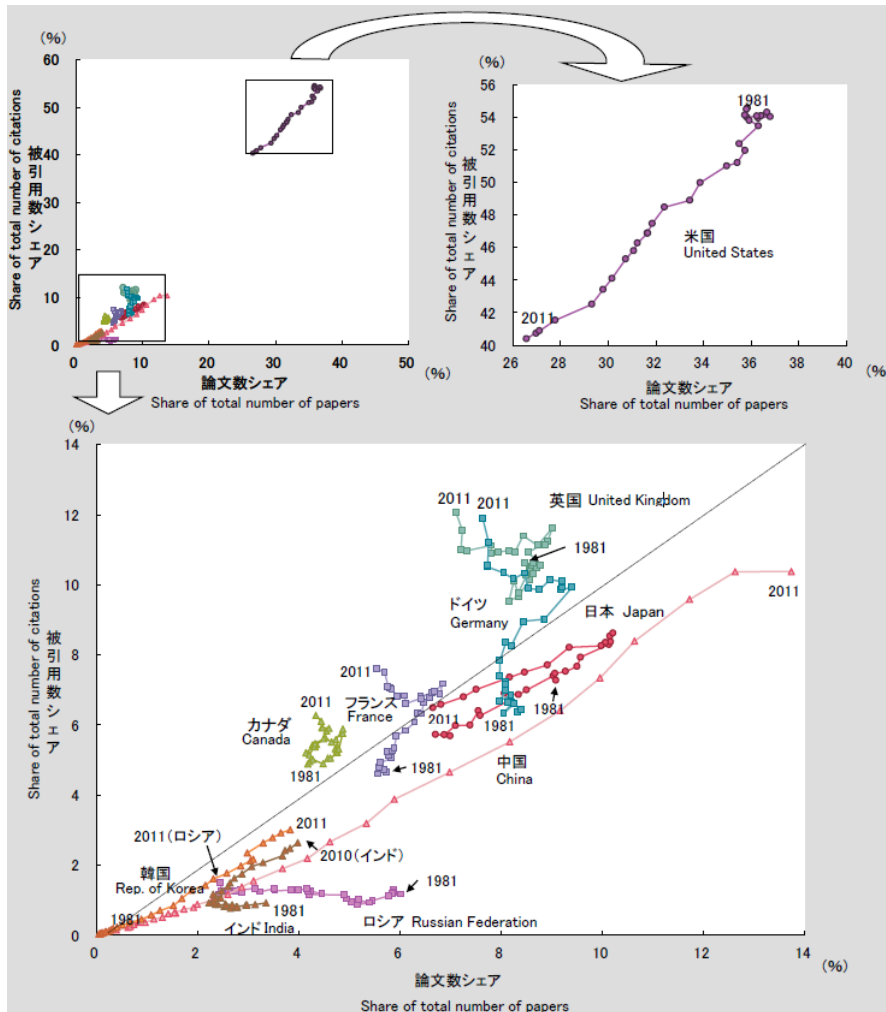 (%)
60
50
40
30
20
10
0
Share of total number of citations
被引用数シェア
0
10
20
30
40
50
(%)
論文数シェア
Share of total number of papers
(%)
56
54
52
50
48
46
44
42
40
Share of total number of citations
被引用数シェア
1981
米国
United States
2011
26
28
30
32
34
36
38
40
(%)
論文数シェア
Share of total number of papers
(%)
14
12
10
8
6
4
2
0
Share of total number of citations
被引用数シェア
2011
2011
英国 United Kingdom
1981
ドイツ
Germany
日本 Japan
2011
2011
フランス
France
2011
カナダ
Canada
2011
1981
1981
1981
1981
中国
China
2011(ロシア)
2011
2010(インド)
韓国
Rep. of Korea
1981
1981
1981
インド India
ロシア Russian Federation
0
2
4
6
8
10
12
14
(%)
論文数シェア
Share of total number of papers